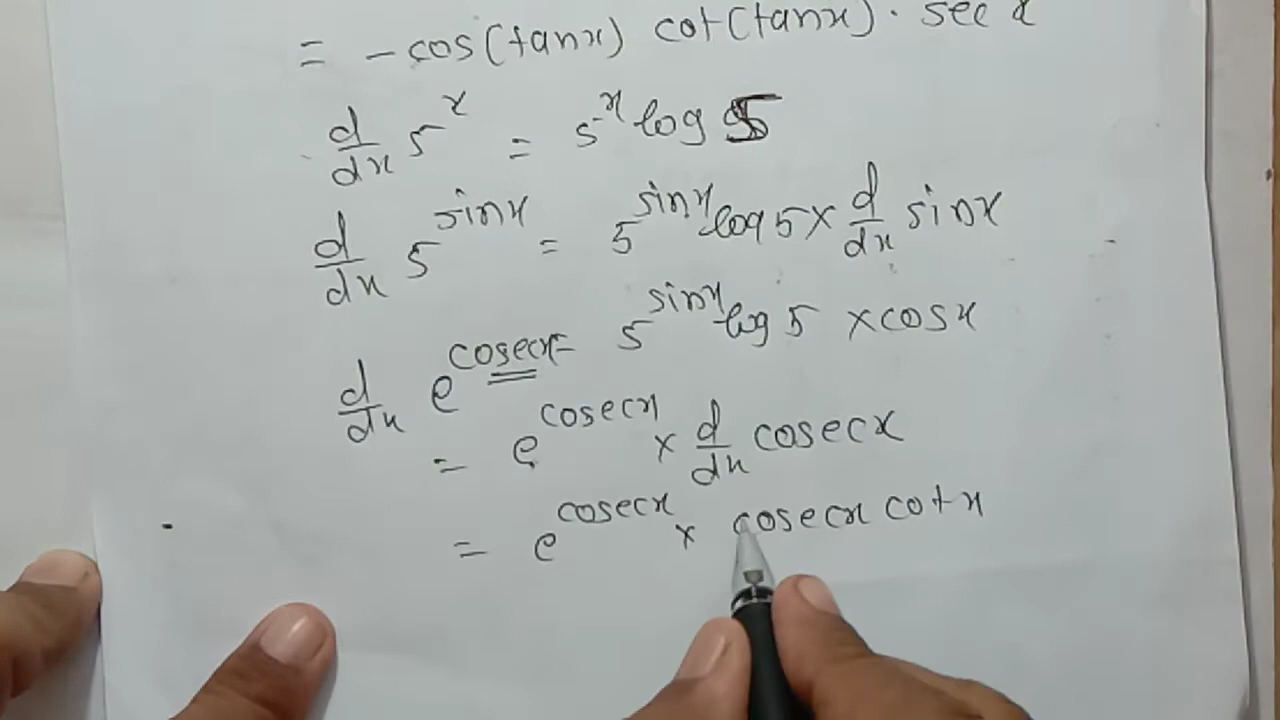 = -cos(tanx) cot(tanx). sec x
d/dx 5^x = 5^x log 5
d/dx 5^sinx = 5^sinx log 5 × d/dx sinx
= 5^sinx log 5 × cosx
d/dx e^cosecx
= e^cosecx × d/dx cosecx
= e^cosecx × cosecx cotx